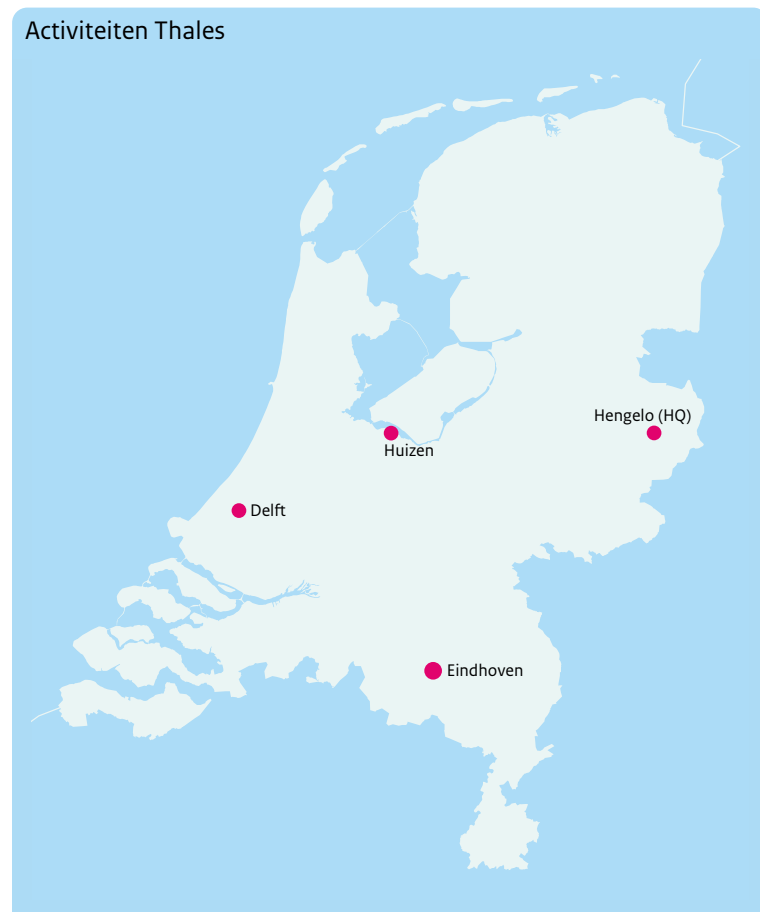 Activiteiten Thales
Hengelo (HQ)
Huizen
Delft
Eindhoven